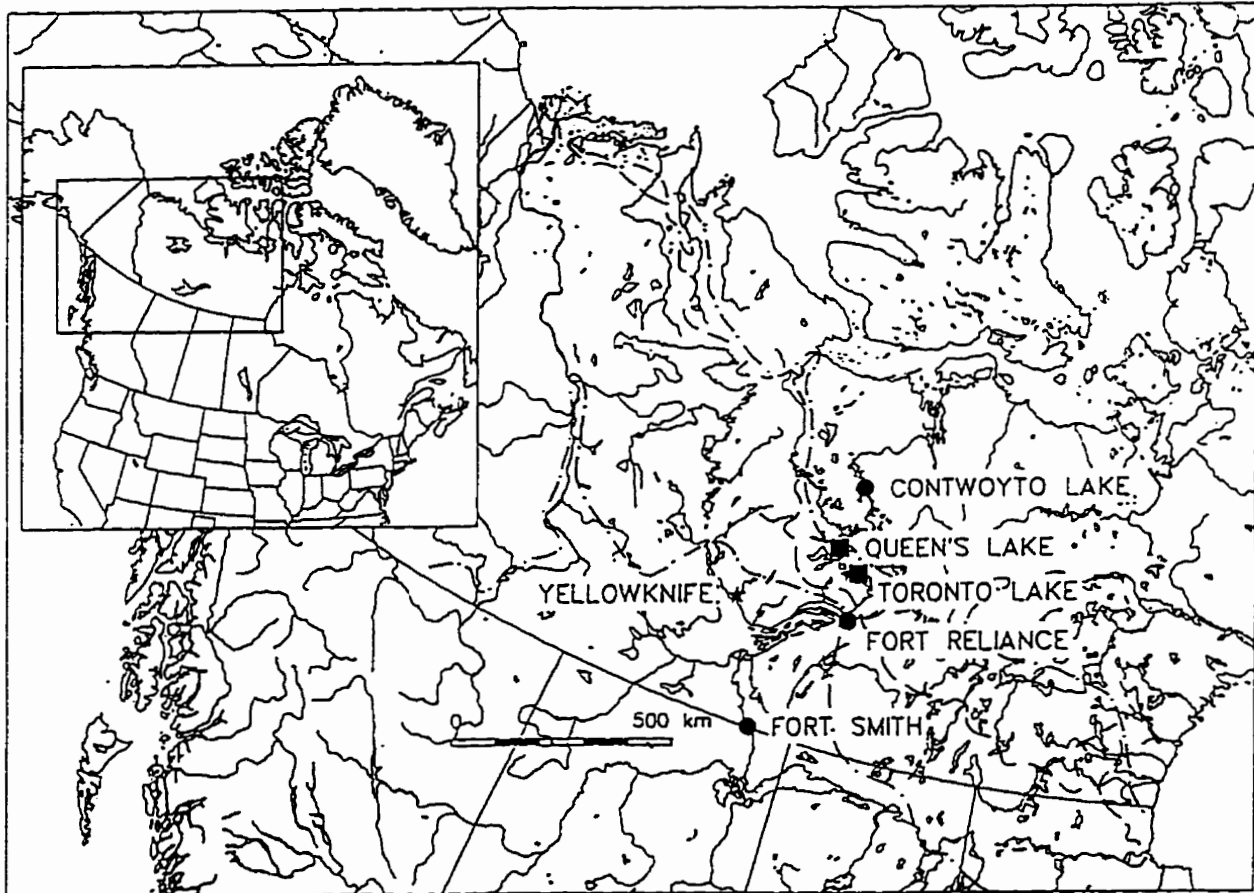 CONTWOYTO LAKE
QUEEN'S LAKE
YELLOWKNIFE
TORONTO LAKE
FORT RELIANCE
0 500 km
FORT SMITH